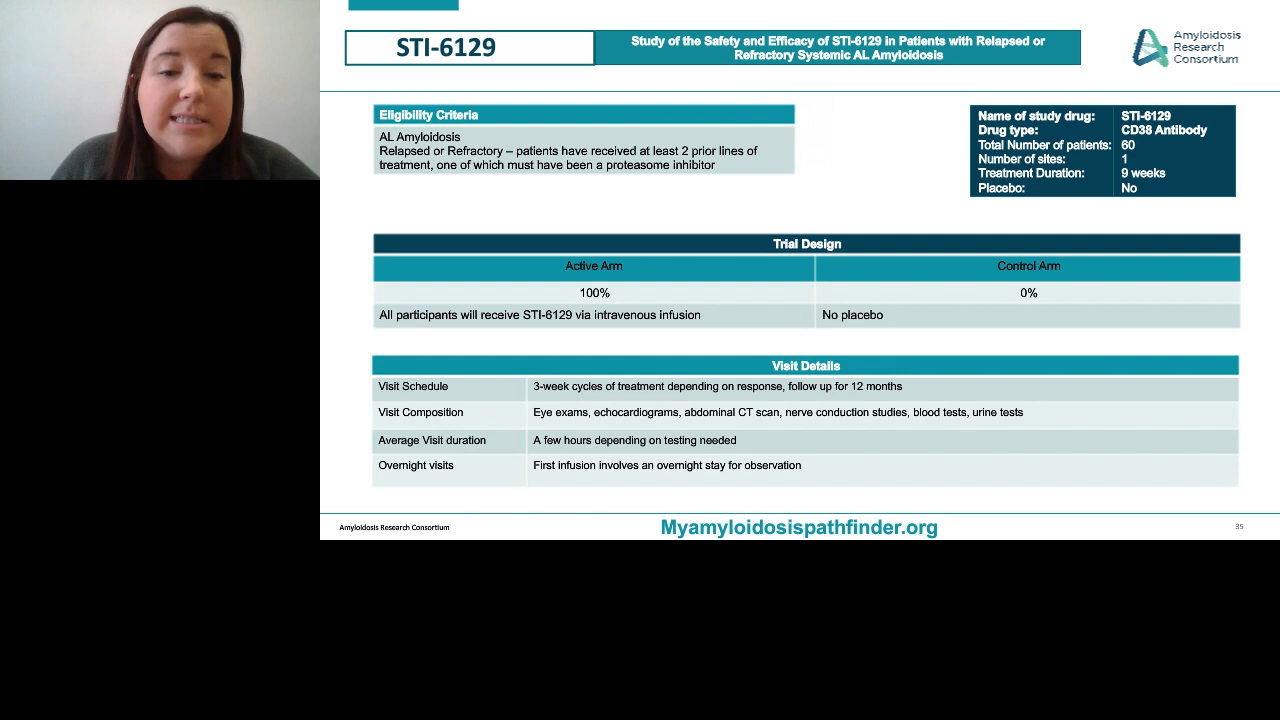 STI-6129
Study of the Safety and Efficacy of STI-6129 in Patients with Relapsed or
Refractory Systemic AL Amyloidosis
Amyloidosis
Research
Consortium
Eligibility Criteria
AL Amyloidosis
Relapsed or Refractory – patients have received at least 2 prior lines of
treatment, one of which must have been a proteasome inhibitor
Name of study drug: STI-6129
Drug type: CD38 Antibody
Total Number of patients: 60
Number of sites: 1
Treatment Duration: 9 weeks
Placebo: No
Trial Design
Active Arm Control Arm
100% 0%
All participants will receive STI-6129 via intravenous infusion No placebo
Visit Details
Visit Schedule 3-week cycles of treatment depending on response, follow up for 12 months
Visit Composition Eye exams, echocardiograms, abdominal CT scan, nerve conduction studies, blood tests, urine tests
Average Visit duration A few hours depending on testing needed
Overnight visits First infusion involves an overnight stay for observation
Amyloidosis Research Consortium Myamyloidosispathfinder.org 35